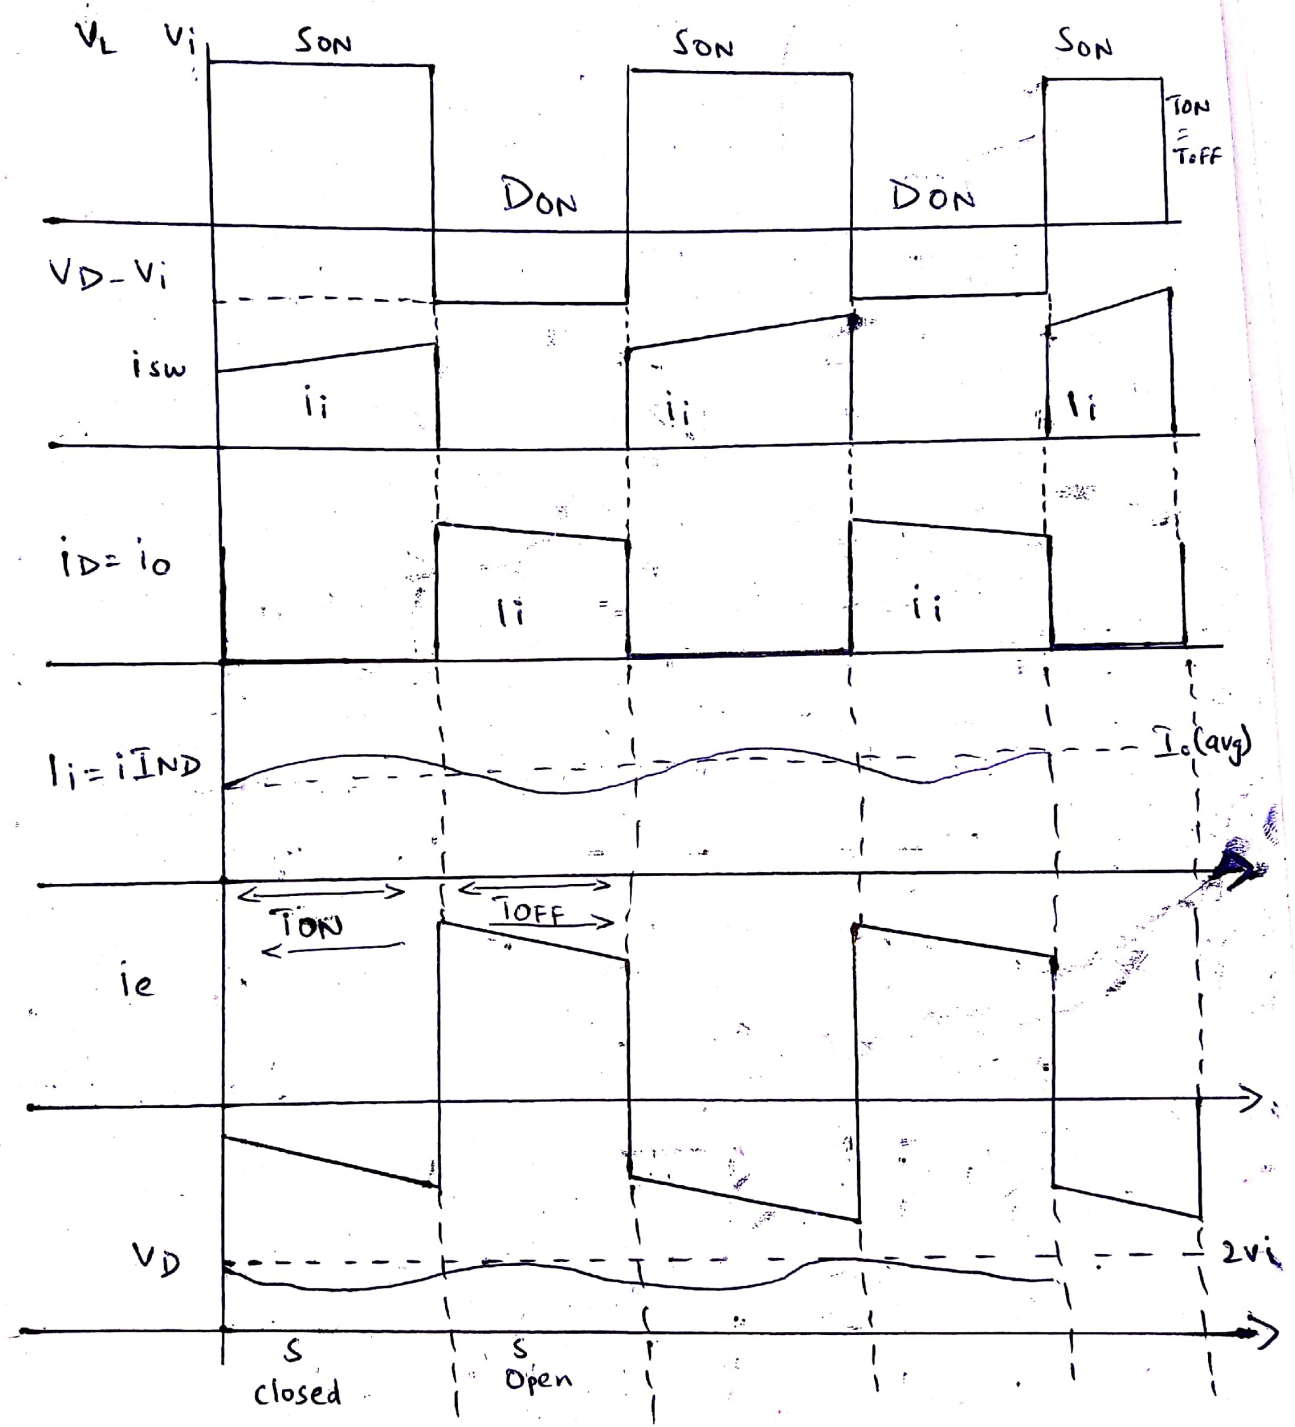 VL Vi SON SON SON
TON
=
TOFF
DON DON
VD-Vi
isw
ii ii Ii
iD=io
Ii ii
Ii=iIND Io(avg)
TON TOFF
ie
VD 2Vi
S S
closed Open